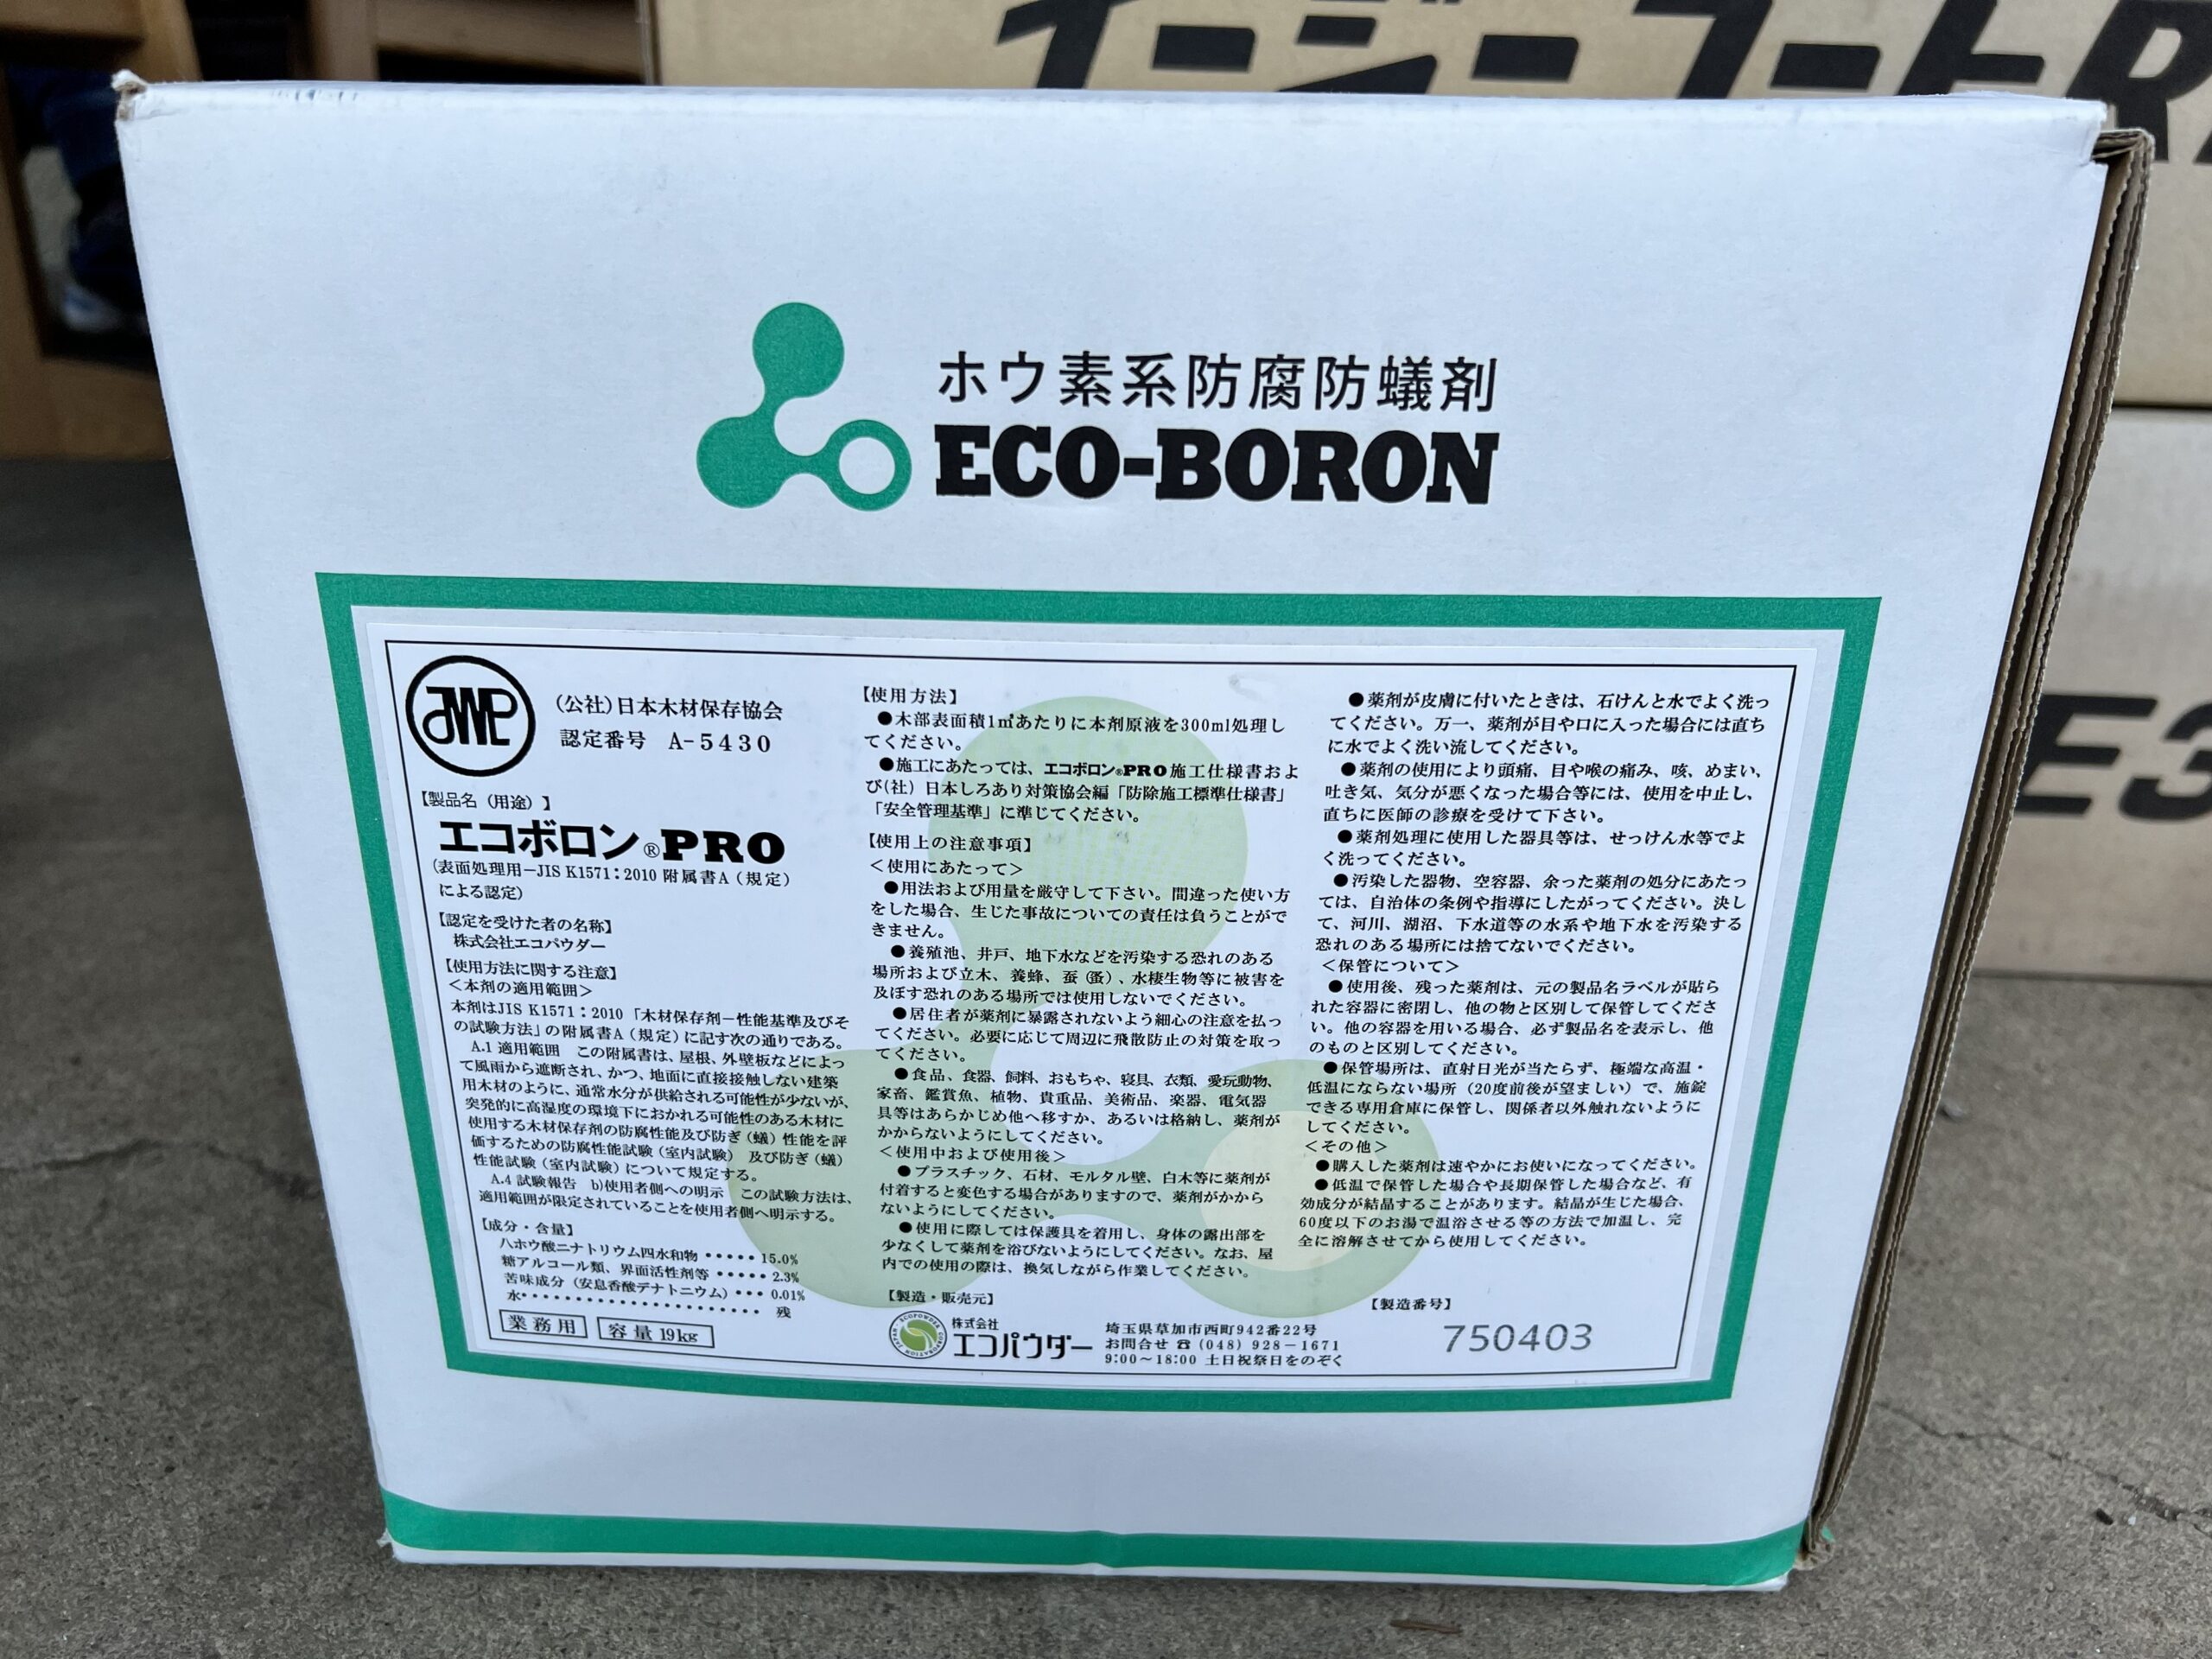 イージーコートR
ホウ素系防腐防蟻剤
ECO-BORON
E3
JWPA
(公社)日本木材保存協会
認定番号 A-5430
【製品名(用途)】
エコボロン®PRO
(表面処理用-JIS K1571:2010 附属書A(規定)
による認定)
【認定を受けた者の名称】
株式会社エコパウダー
【使用方法に関する注意】
<本剤の適用範囲>
本剤はJIS K1571:2010「木材保存剤-性能基準及びそ
の試験方法」の附属書A(規定)に記す次の通りである。
A.1 適用範囲 この附属書は、屋根、外壁板などによっ
て風雨から遮断され、かつ、地面に直接接触しない建築
用木材のように、通常水分が供給される可能性が少ないが、
突発的に高湿度の環境下におかれる可能性のある木材に
使用する木材保存剤の防腐性能及び防ぎ(蟻)性能を評
価するための防腐性能試験(室内試験) 及び防ぎ(蟻)
性能試験(室内試験)について規定する。
A.4 試験報告 b)使用者側への明示 この試験方法は、
適用範囲が限定されていることを使用者側へ明示する。
【成分・含量】
八ホウ酸ニナトリウム四水和物・・・・・15.0%
糖アルコール類、界面活性剤等・・・・・2.3%
苦味成分(安息香酸デナトニウム)・・・0.01%
水・・・・・・・・・・・・・・・・・・・・・残
業務用 容量19kg
【使用方法】
●木部表面積1㎡あたりに本剤原液を300ml処理し
てください。
●施工にあたっては、エコボロン®PRO施工仕様書およ
び(社)日本しろあり対策協会編「防除施工標準仕様書」
「安全管理基準」に準じてください。
【使用上の注意事項】
<使用にあたって>
●用法および用量を厳守して下さい。間違った使い方
をした場合、生じた事故についての責任は負うことがで
きません。
●養殖池、井戸、地下水などを汚染する恐れのある
場所および立木、養蜂、蚕(蚕)、水棲生物等に被害を
及ぼす恐れのある場所では使用しないでください。
●居住者が薬剤に暴露されないよう細心の注意を払っ
てください。必要に応じて周辺に飛散防止の対策を取っ
てください。
●食品、食器、飼料、おもちゃ、寝具、衣類、愛玩動物、
家畜、鑑賞魚、植物、貴重品、美術品、楽器、電気器
具等はあらかじめ他へ移すか、あるいは格納し、薬剤が
かからないようにしてください。
<使用中および使用後>
●プラスチック、石材、モルタル壁、白木等に薬剤が
付着すると変色する場合がありますので、薬剤がかから
ないようにしてください。
●使用に際しては保護具を着用し、身体の露出部を
少なくして薬剤を浴びないようにしてください。なお、屋
内での使用の際は、換気しながら作業してください。
●薬剤が皮膚に付いたときは、石けんと水でよく洗っ
てください。万一、薬剤が目や口に入った場合には直ち
に水でよく洗い流してください。
●薬剤の使用により頭痛、目や喉の痛み、咳、めまい、
吐き気、気分が悪くなった場合等には、使用を中止し、
直ちに医師の診療を受けて下さい。
●薬剤処理に使用した器具等は、せっけん水等でよ
く洗ってください。
●汚染した器物、空容器、余った薬剤の処分にあたっ
ては、自治体の条例や指導にしたがってください。決し
て、河川、湖沼、下水道等の水系や地下水を汚染する
恐れのある場所には捨てないでください。
<保管について>
●使用後、残った薬剤は、元の製品名ラベルが貼ら
れた容器に密閉し、他の物と区別して保管してくださ
い。他の容器を用いる場合、必ず製品名を表示し、他
のものと区別してください。
●保管場所は、直射日光が当たらず、極端な高温・
低温にならない場所(20度前後が望ましい)で、施錠
できる専用倉庫に保管し、関係者以外触れないように
してください。
<その他>
●購入した薬剤は速やかにお使いになってください。
●低温で保管した場合や長期保管した場合など、有
効成分が結晶することがあります。結晶が生じた場合、
60度以下のお湯で温浴させる等の方法で加温し、完
全に溶解させてから使用してください。
【製造・販売元】
株式会社
エコパウダー
埼玉県草加市西町942番22号
お問合せ ☎(048)928-1671
9:00~18:00 土日祝祭日をのぞく
【製造番号】
750403